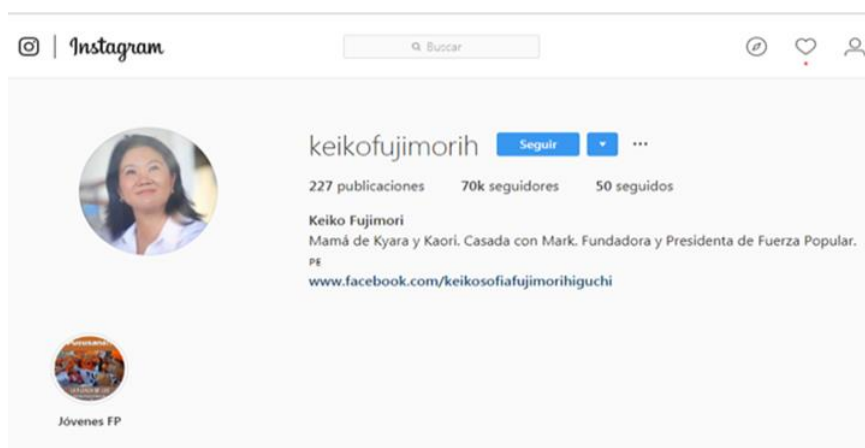 Instagram
Buscar
keikofujimorih Seguir
227 publicaciones 70k seguidores 50 seguidos
Keiko Fujimori
Mamá de Kyara y Kaori. Casada con Mark. Fundadora y Presidenta de Fuerza Popular.
PE
www.facebook.com/keikosofiafujimorihiguchi
Jóvenes FP